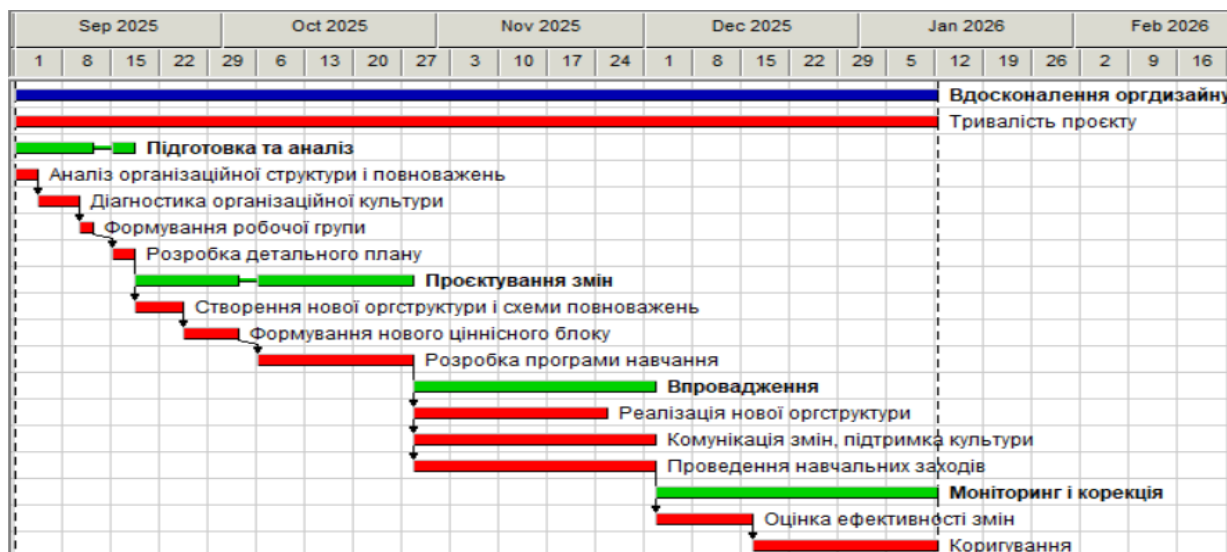 Sep 2025 Oct 2025 Nov 2025 Dec 2025 Jan 2026 Feb 2026
1 8 15 22 29 6 13 20 27 3 10 17 24 1 8 15 22 29 5 12 19 26 2 9 16
Вдосконалення оргдизайну
Тривалість проєкту
Підготовка та аналіз
Аналіз організаційної структури і повноважень
Діагностика організаційної культури
Формування робочої групи
Розробка детального плану
Проєктування змін
Створення нової оргструктури і схеми повноважень
Формування нового ціннісного блоку
Розробка програми навчання
Впровадження
Реалізація нової оргструктури
Комунікація змін, підтримка культури
Проведення навчальних заходів
Моніторинг і корекція
Оцінка ефективності змін
Коригування